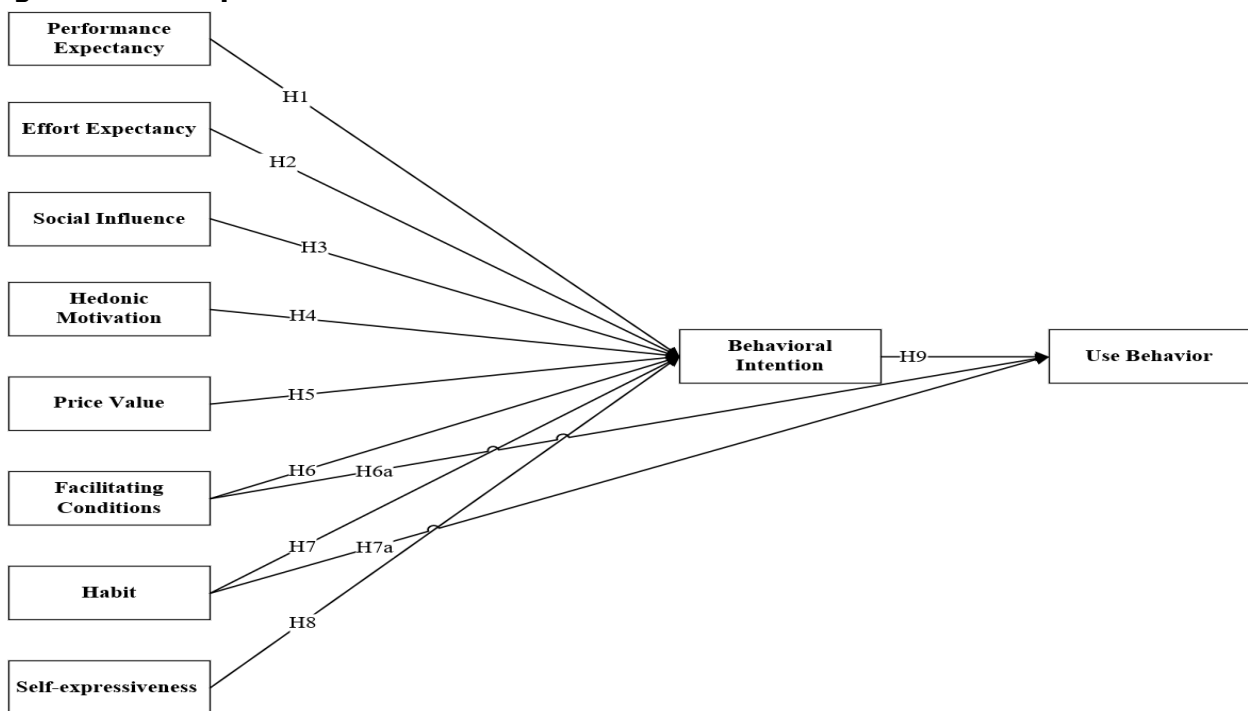 Performance
Expectancy
H1
Effort Expectancy
H2
Social Influence
H3
Hedonic
Motivation
H4
Behavioral
Intention
H9
Use Behavior
Price Value
H5
Facilitating
Conditions
H6
H6a
Habit
H7
H7a
H8
Self-expressiveness